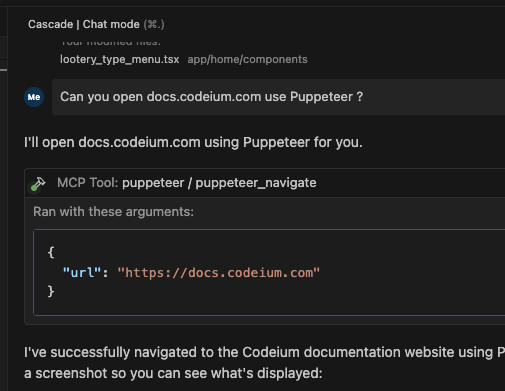 Cascade | Chat mode (⌘.)
Your modified files:
lootery_type_menu.tsx app/home/components
Me
Can you open docs.codeium.com use Puppeteer ?
I'll open docs.codeium.com using Puppeteer for you.
MCP Tool: puppeteer / puppeteer_navigate
Ran with these arguments:
{
"url": "https://docs.codeium.com"
}
I've successfully navigated to the Codeium documentation website using P
a screenshot so you can see what's displayed: